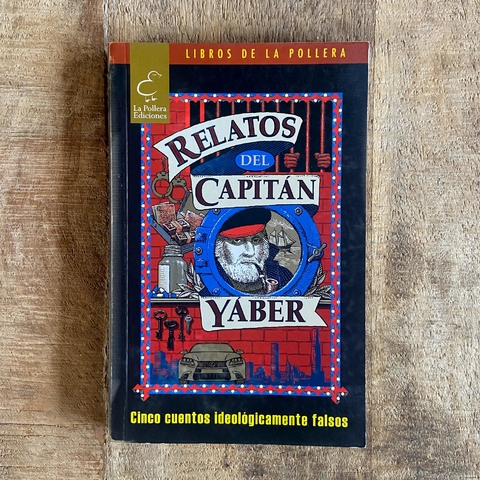 LIBROS DE LA POLLERA
La Pollera
Ediciones
RELATOS
DEL
CAPITÁN
YABER
Cinco cuentos ideológicamente falsos